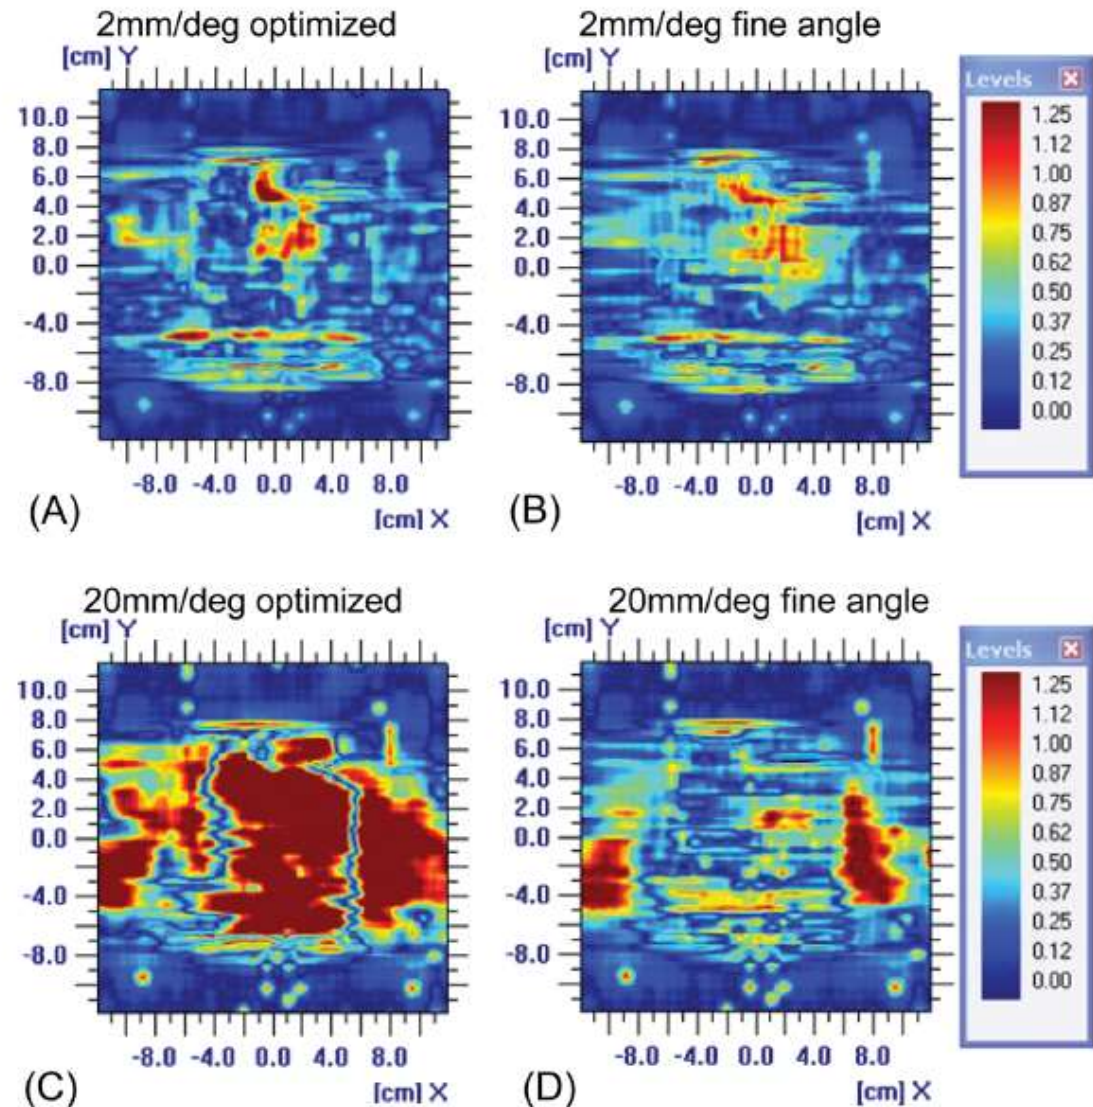 2mm/deg optimized
[cm] Y
10.0
8.0
6.0
4.0
2.0
0.0
-4.0
-8.0
-8.0 -4.0 0.0 4.0 8.0
[cm] X
(A)
2mm/deg fine angle
[cm] Y
10.0
8.0
6.0
4.0
2.0
0.0
-4.0
-8.0
-8.0 -4.0 0.0 4.0 8.0
[cm] X
(B)
Levels
1.25
1.12
1.00
0.87
0.75
0.62
0.50
0.37
0.25
0.12
0.00
20mm/deg optimized
[cm] Y
10.0
8.0
6.0
4.0
2.0
0.0
-4.0
-8.0
-8.0 -4.0 0.0 4.0 8.0
[cm] X
(C)
20mm/deg fine angle
[cm] Y
10.0
8.0
6.0
4.0
2.0
0.0
-4.0
-8.0
-8.0 -4.0 0.0 4.0 8.0
[cm] X
(D)
Levels
1.25
1.12
1.00
0.87
0.75
0.62
0.50
0.37
0.25
0.12
0.00